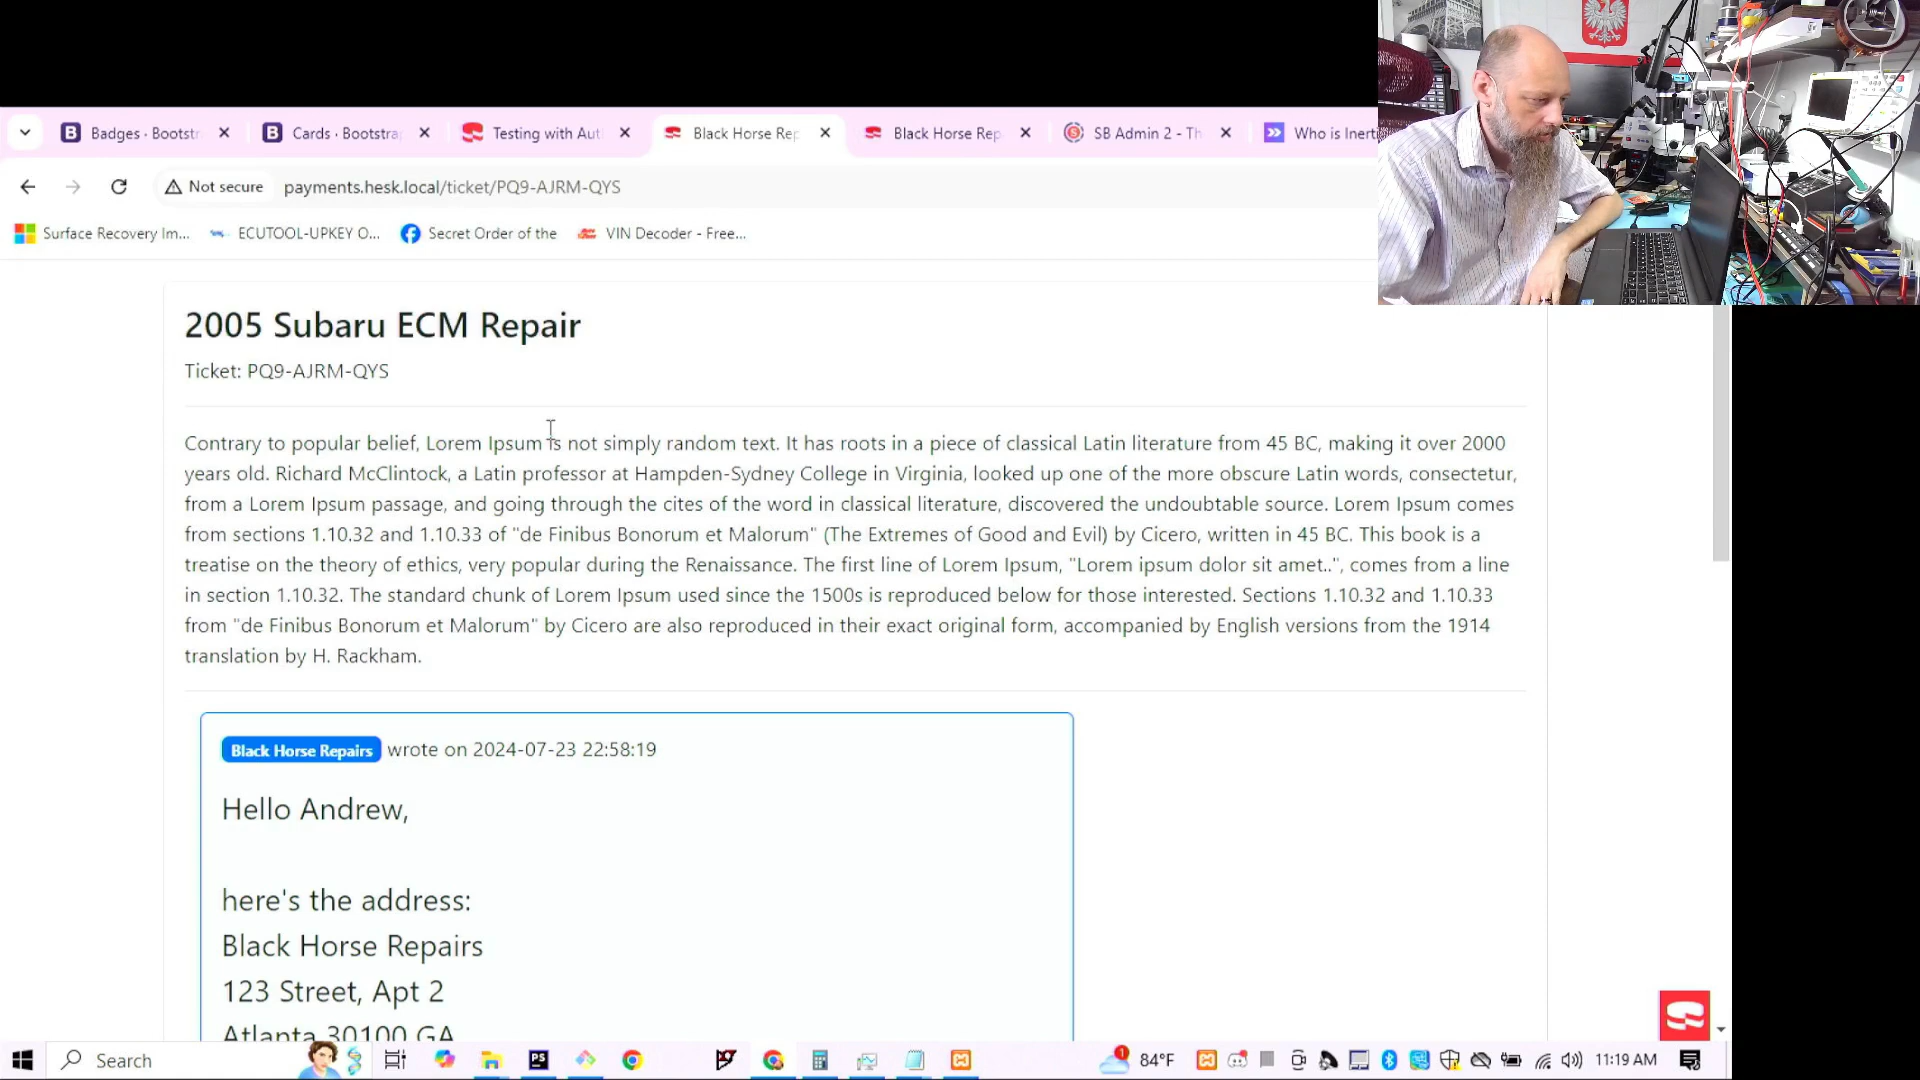 Badges · Bootstr
Cards · Bootstrap
Testing with Aut
Black Horse Rep
Black Horse Rep
SB Admin 2 - Th
Who is Inerti
Not secure
payments.hesk.local/ticket/PQ9-AJRM-QYS
Surface Recovery Im...
ECUTOOL-UPKEY O...
Secret Order of the
VIN Decoder - Free...
2005 Subaru ECM Repair
Ticket: PQ9-AJRM-QYS
Contrary to popular belief, Lorem Ipsum is not simply random text. It has roots in a piece of classical Latin literature from 45 BC, making it over 2000
years old. Richard McClintock, a Latin professor at Hampden-Sydney College in Virginia, looked up one of the more obscure Latin words, consectetur,
from a Lorem Ipsum passage, and going through the cites of the word in classical literature, discovered the undoubtable source. Lorem Ipsum comes
from sections 1.10.32 and 1.10.33 of "de Finibus Bonorum et Malorum" (The Extremes of Good and Evil) by Cicero, written in 45 BC. This book is a
treatise on the theory of ethics, very popular during the Renaissance. The first line of Lorem Ipsum, "Lorem ipsum dolor sit amet..", comes from a line
in section 1.10.32. The standard chunk of Lorem Ipsum used since the 1500s is reproduced below for those interested. Sections 1.10.32 and 1.10.33
from "de Finibus Bonorum et Malorum" by Cicero are also reproduced in their exact original form, accompanied by English versions from the 1914
translation by H. Rackham.
Black Horse Repairs wrote on 2024-07-23 22:58:19
Hello Andrew,
here's the address:
Black Horse Repairs
123 Street, Apt 2
Atlanta 30100 GA
Search
84°F
11:19 AM